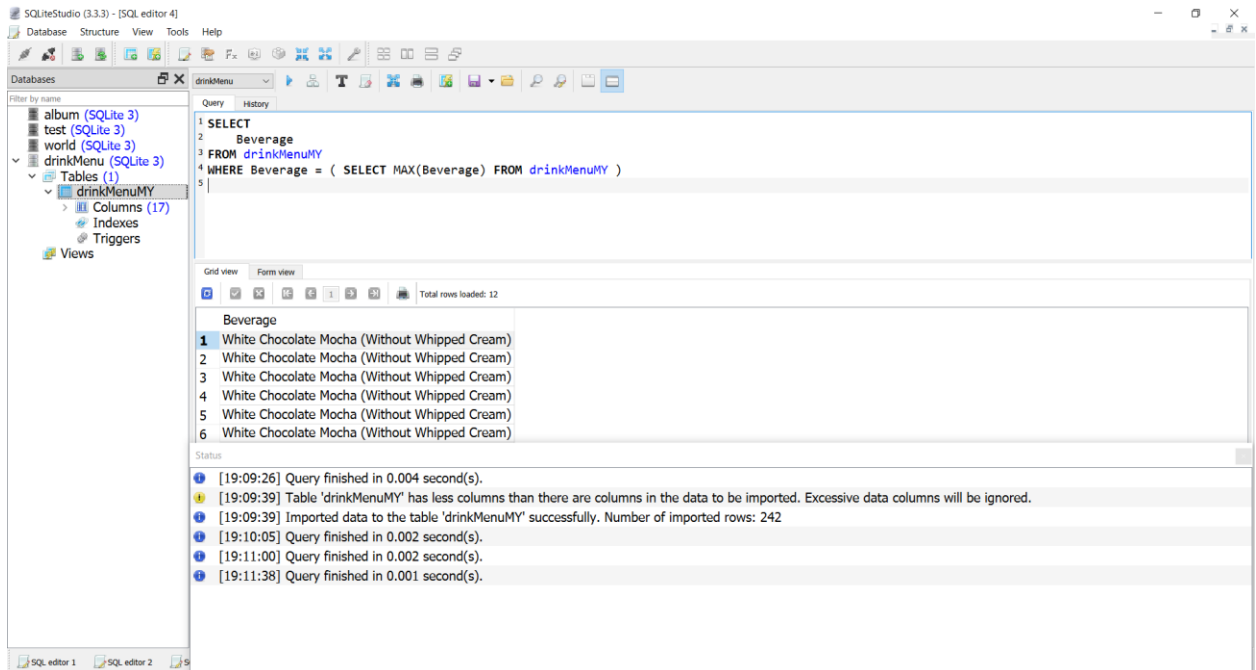 SQLiteStudio (3.3.3) - [SQL editor 4]
Database Structure View Tools Help
Databases
drinkMenu
Filter by name
album (SQLite 3)
test (SQLite 3)
world (SQLite 3)
drinkMenu (SQLite 3)
Tables (1)
drinkMenuMY
Columns (17)
Indexes
Triggers
Views
Query History
1 SELECT
2 Beverage
3 FROM drinkMenuMY
4 WHERE Beverage = ( SELECT MAX(Beverage) FROM drinkMenuMY )
5
Grid view Form view
1 Total rows loaded: 12
Beverage
1 White Chocolate Mocha (Without Whipped Cream)
2 White Chocolate Mocha (Without Whipped Cream)
3 White Chocolate Mocha (Without Whipped Cream)
4 White Chocolate Mocha (Without Whipped Cream)
5 White Chocolate Mocha (Without Whipped Cream)
6 White Chocolate Mocha (Without Whipped Cream)
Status
[19:09:26] Query finished in 0.004 second(s).
[19:09:39] Table 'drinkMenuMY' has less columns than there are columns in the data to be imported. Excessive data columns will be ignored.
[19:09:39] Imported data to the table 'drinkMenuMY' successfully. Number of imported rows: 242
[19:10:05] Query finished in 0.002 second(s).
[19:11:00] Query finished in 0.002 second(s).
[19:11:38] Query finished in 0.001 second(s).
SQL editor 1 SQL editor 2 S